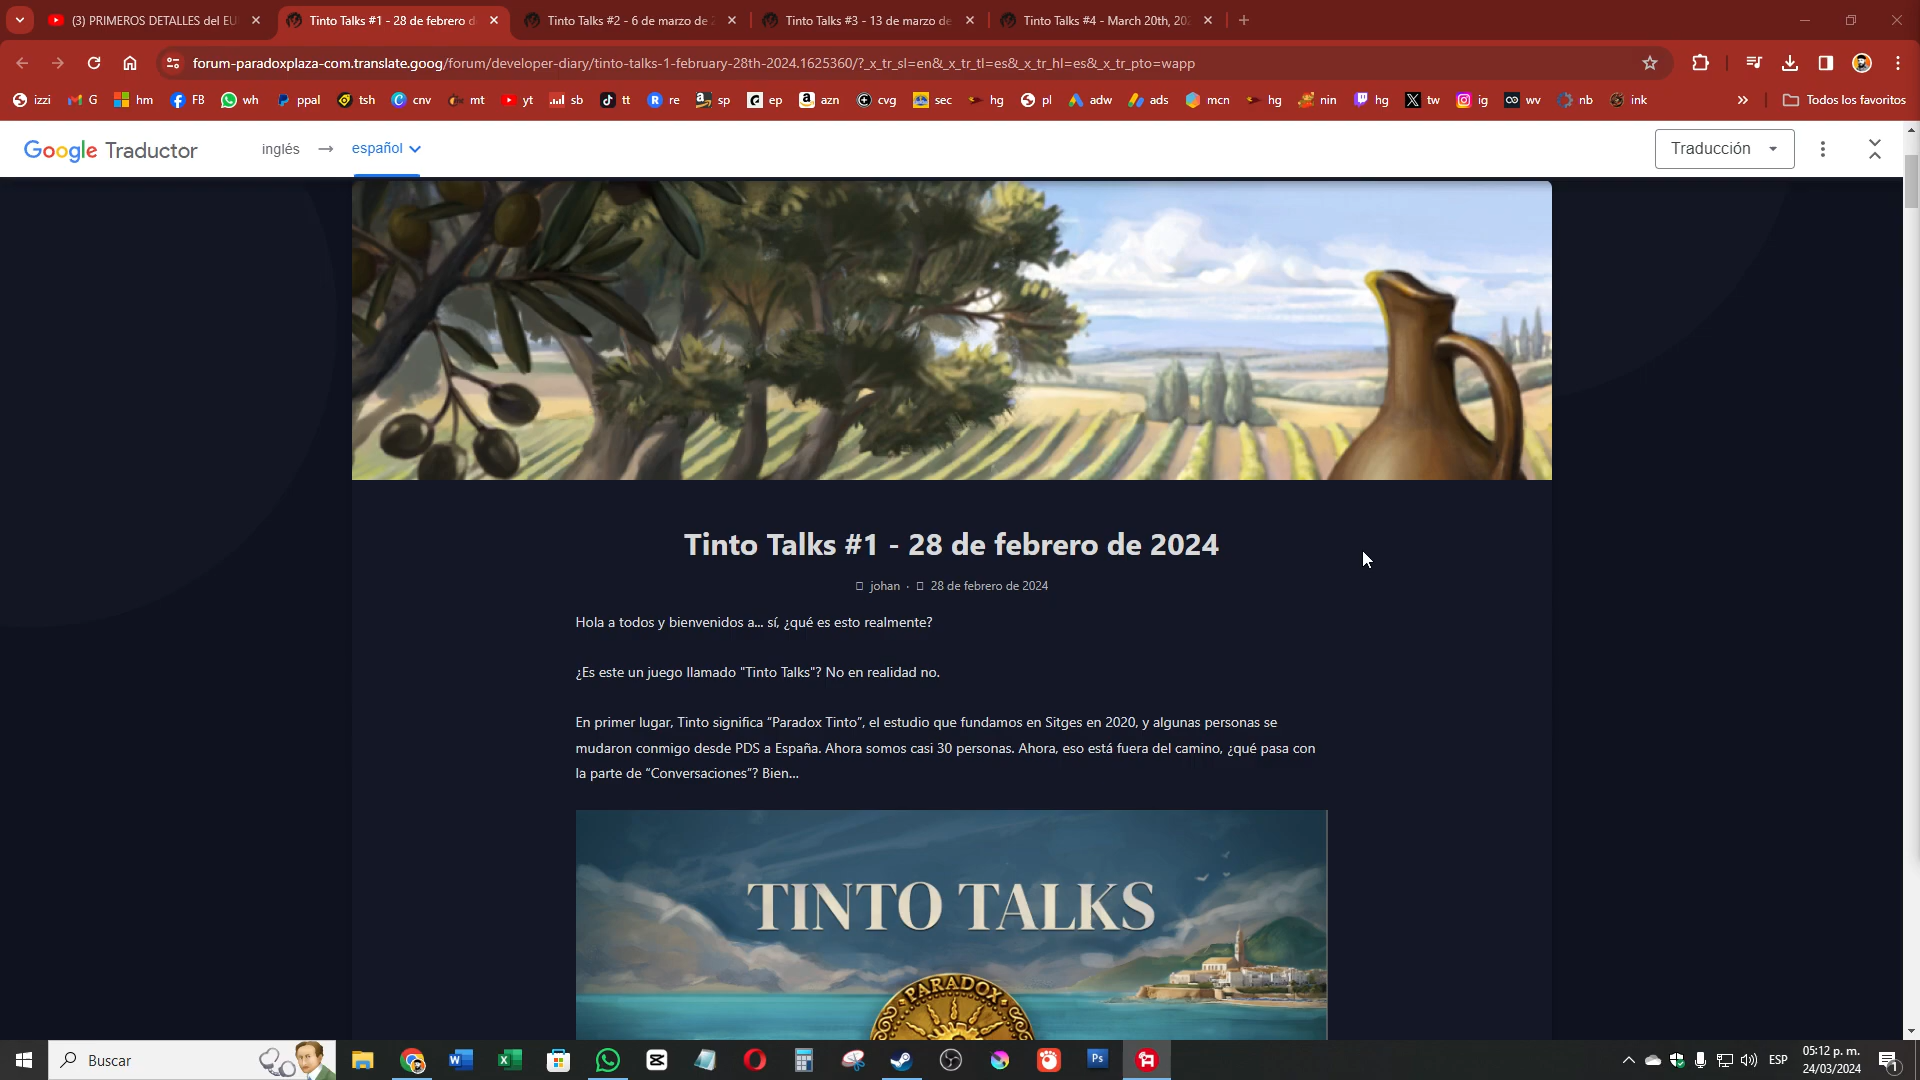 (3) PRIMEROS DETALLES del EU
Tinto Talks #1 - 28 de febrero d
Tinto Talks #2 - 6 de marzo de 2
Tinto Talks #3 - 13 de marzo de
Tinto Talks #4 - March 20th, 202
forum-paradoxplaza-com.translate.goog/forum/developer-diary/tinto-talks-1-february-28th-2024.1625360/?_x_tr_sl=en&_x_tr_tl=es&_x_tr_hl=es&_x_tr_pto=wapp
izzi G hm FB wh ppal tsh cnv mt yt sb tt re sp ep azn cvg sec hg pl adw ads mcn hg nin hg tw ig wv nb ink » Todos los favoritos
Google Traductor inglés → español Traducción
Tinto Talks #1 - 28 de febrero de 2024
johan · 28 de febrero de 2024
Hola a todos y bienvenidos a... sí, ¿qué es esto realmente?
¿Es este un juego llamado "Tinto Talks"? No en realidad no.
En primer lugar, Tinto significa “Paradox Tinto”, el estudio que fundamos en Sitges en 2020, y algunas personas se
mudaron conmigo desde PDS a España. Ahora somos casi 30 personas. Ahora, eso está fuera del camino, ¿qué pasa con
la parte de “Conversaciones”? Bien...
TINTO TALKS
PARADOX
Buscar
Ps
ESP
05:12 p. m.
24/03/2024
1